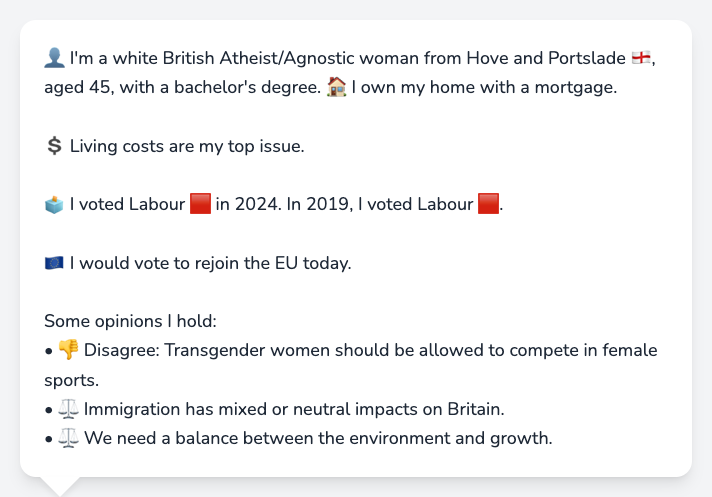 👤 I'm a white British Atheist/Agnostic woman from Hove and Portslade 🏴󠁧󠁢󠁥󠁮󠁧󠁿,
aged 45, with a bachelor's degree. 🏠 I own my home with a mortgage.
💲 Living costs are my top issue.
🗳️ I voted Labour 🟥 in 2024. In 2019, I voted Labour 🟥.
🇪🇺 I would vote to rejoin the EU today.
Some opinions I hold:
• 👎 Disagree: Transgender women should be allowed to compete in female
sports.
• ⚖️ Immigration has mixed or neutral impacts on Britain.
• ⚖️ We need a balance between the environment and growth.